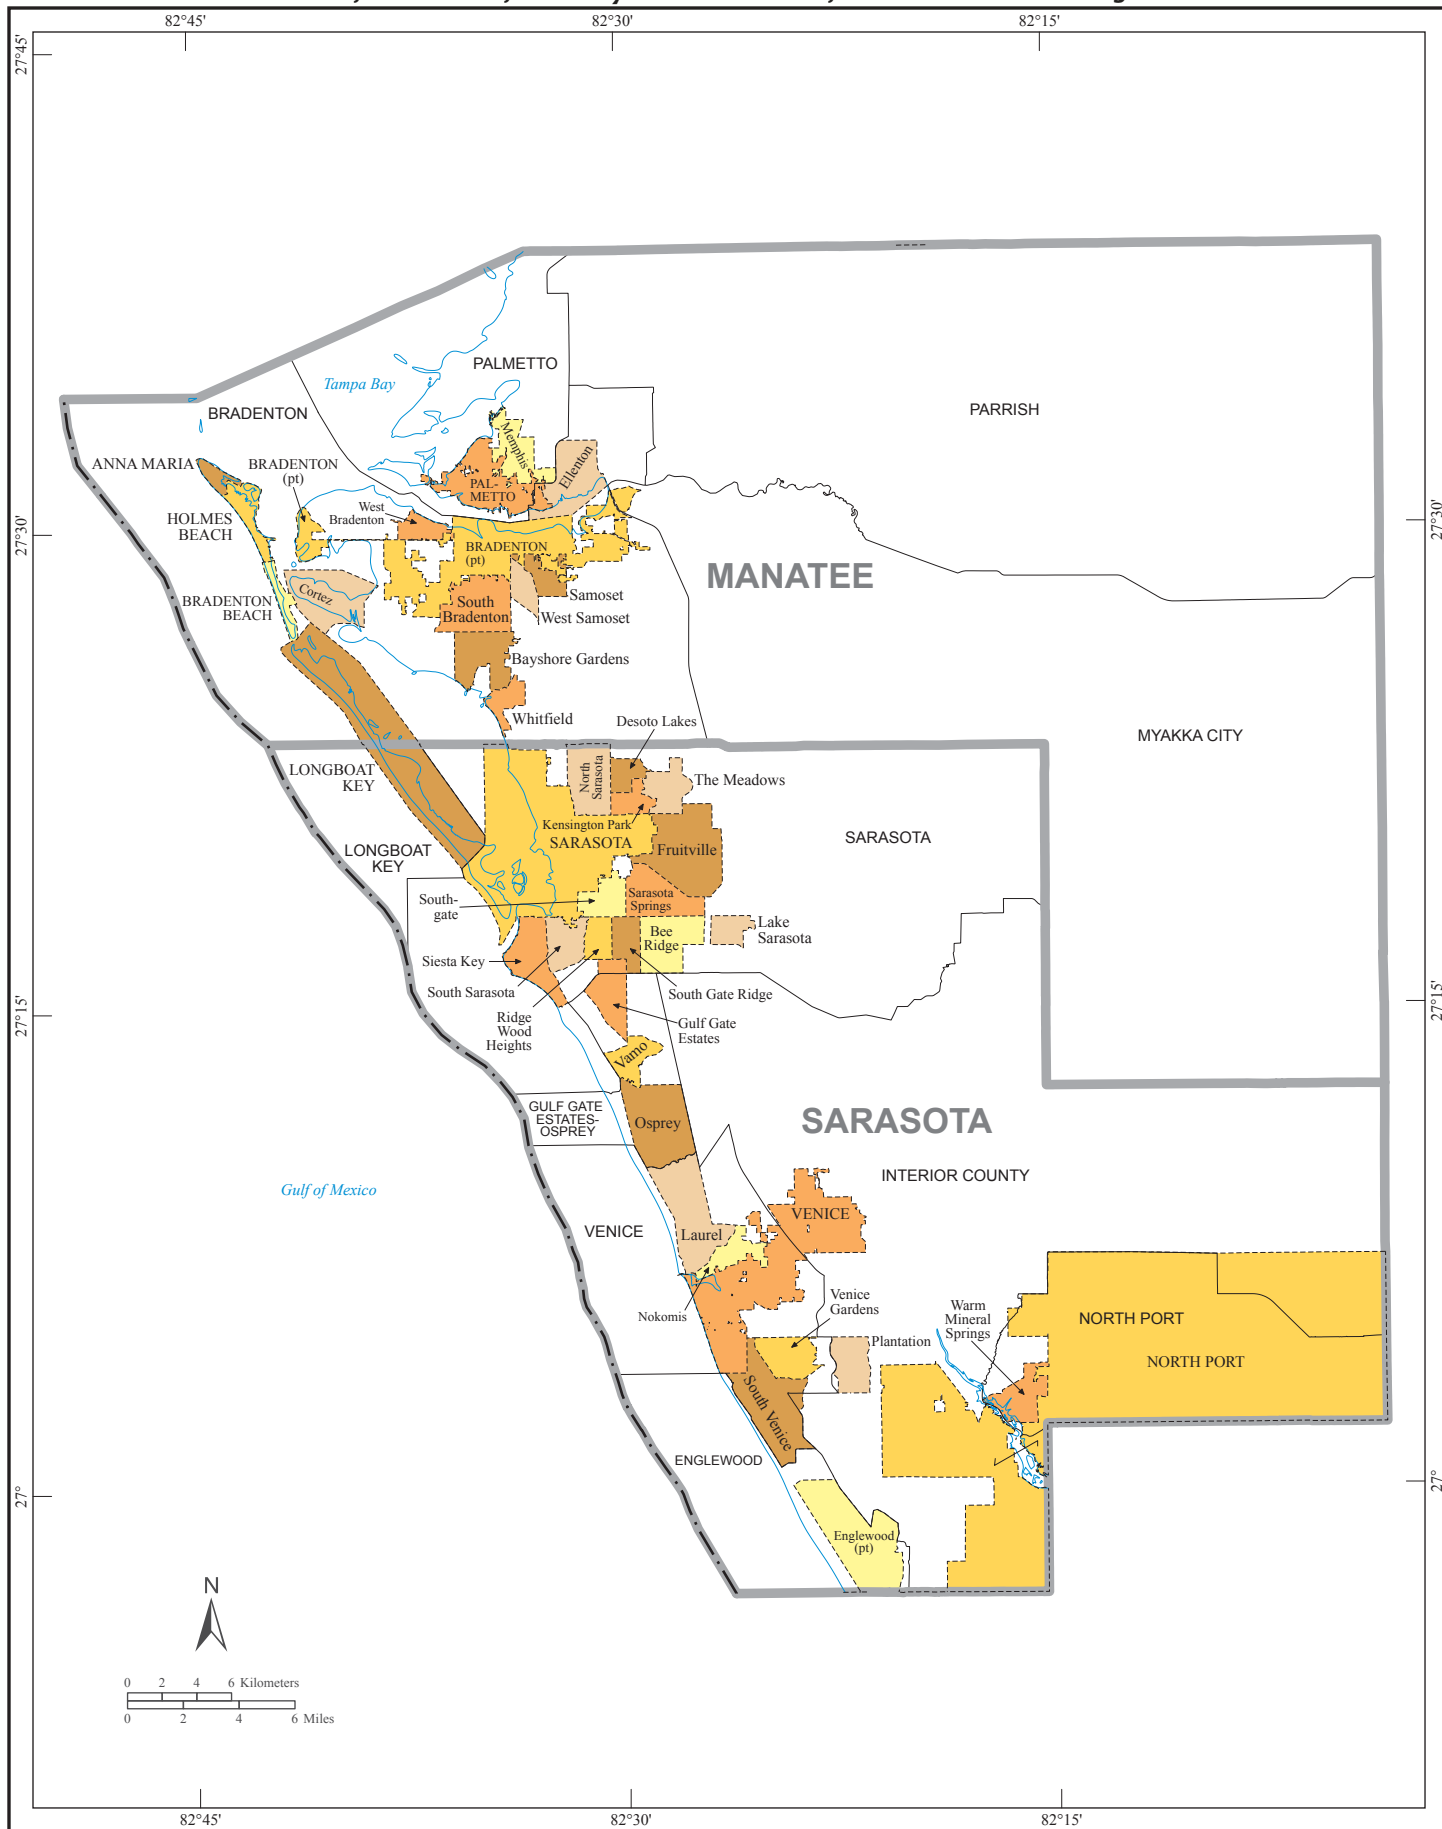 82°45'
82°30'
82°15'
27°45'
27°45'
PALMETTO
Tampa Bay
BRADENTON
PARRISH
ANNA MARIA
BRADENTON
(pt)
Memphis
Ellenton
PAL-
METTO
West
Bradenton
HOLMES
BEACH
27°30'
27°30'
BRADENTON
(pt)
MANATEE
Cortez
BRADENTON
BEACH
Samoset
South
Bradenton
West Samoset
Bayshore Gardens
Whitfield
Desoto Lakes
MYAKKA CITY
LONGBOAT
KEY
North
Sarasota
The Meadows
Kensington Park
SARASOTA
SARASOTA
LONGBOAT
KEY
Fruitville
South-
gate
Sarasota
Springs
Lake
Sarasota
Bee
Ridge
Siesta Key
South Sarasota
South Gate Ridge
27°15'
27°15'
Ridge
Wood
Heights
Gulf Gate
Estates
Vamo
GULF GATE
ESTATES-
OSPREY
Osprey
SARASOTA
INTERIOR COUNTY
Gulf of Mexico
VENICE
VENICE
Laurel
Nokomis
Venice
Gardens
Warm
Mineral
Springs
Plantation
NORTH PORT
NORTH PORT
South Venice
ENGLEWOOD
27°
27°
Englewood
(pt)
N
0 2 4 6 Kilometers
0 2 4 6 Miles
82°45'
82°30'
82°15'